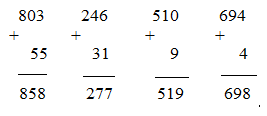 803 246 510 694
+ + + +
55 31 9 4
858 277 519 698 .